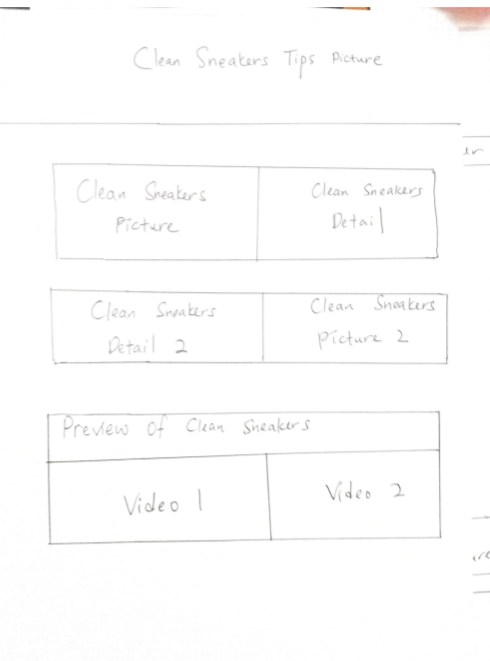 Clean Sneakers Tips Picture
Clean Sneakers
Picture
Clean Sneakers
Detail
Clean Sneakers
Detail 2
Clean Sneakers
Picture 2
Preview of Clean Sneakers
Video 1
Video 2